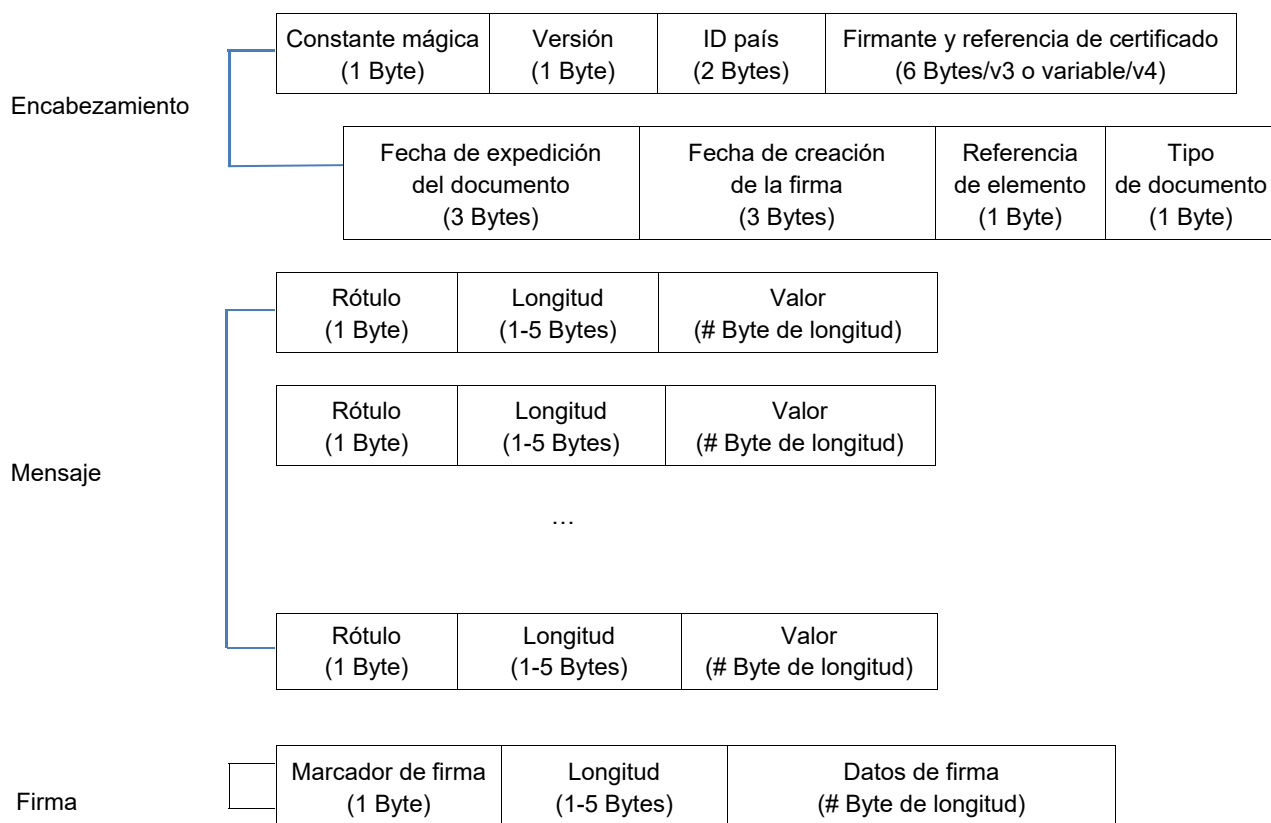 Encabezamiento
Constante mágica Versión ID país Firmante y referencia de certificado
(1 Byte) (1 Byte) (2 Bytes) (6 Bytes/v3 o variable/v4)
Fecha de expedición Fecha de creación Referencia Tipo
del documento de la firma de elemento de documento
(3 Bytes) (3 Bytes) (1 Byte) (1 Byte)
Mensaje
Rótulo Longitud Valor
(1 Byte) (1-5 Bytes) (# Byte de longitud)
Rótulo Longitud Valor
(1 Byte) (1-5 Bytes) (# Byte de longitud)
…
Rótulo Longitud Valor
(1 Byte) (1-5 Bytes) (# Byte de longitud)
Firma
Marcador de firma Longitud Datos de firma
(1 Byte) (1-5 Bytes) (# Byte de longitud)